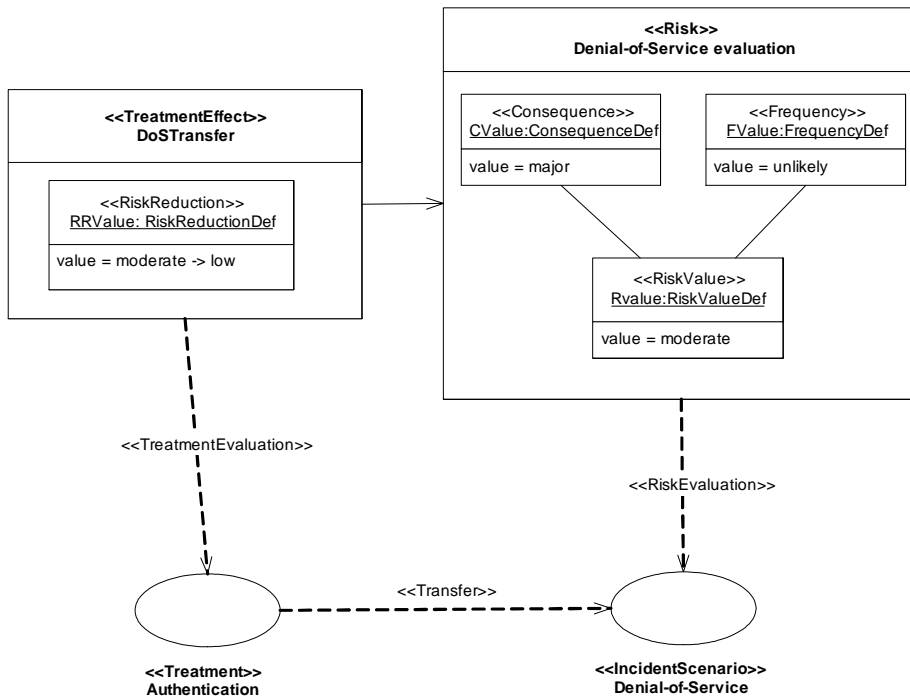 <<Risk>>
Denial-of-Service evaluation
<<TreatmentEffect>>
DoSTransfer
<<Consequence>>
CValue:ConsequenceDef
value = major
<<Frequency>>
FValue:FrequencyDef
value = unlikely
<<RiskReduction>>
RRValue: RiskReductionDef
value = moderate -> low
<<RiskValue>>
Rvalue:RiskValueDef
value = moderate
<<TreatmentEvaluation>>
<<RiskEvaluation>>
<<Transfer>>
<<Treatment>>
Authentication
<<IncidentScenario>>
Denial-of-Service